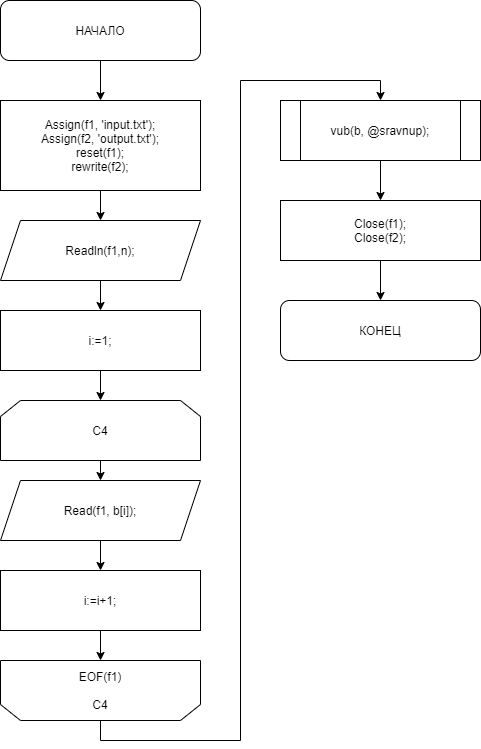 НАЧАЛО
Assign(f1, 'input.txt');
Assign(f2, 'output.txt');
reset(f1);
rewrite(f2);
Readln(f1,n);
i:=1;
C4
Read(f1, b[i]);
i:=i+1;
EOF(f1)
C4
vub(b, @sravnup);
Close(f1);
Close(f2);
КОНЕЦ